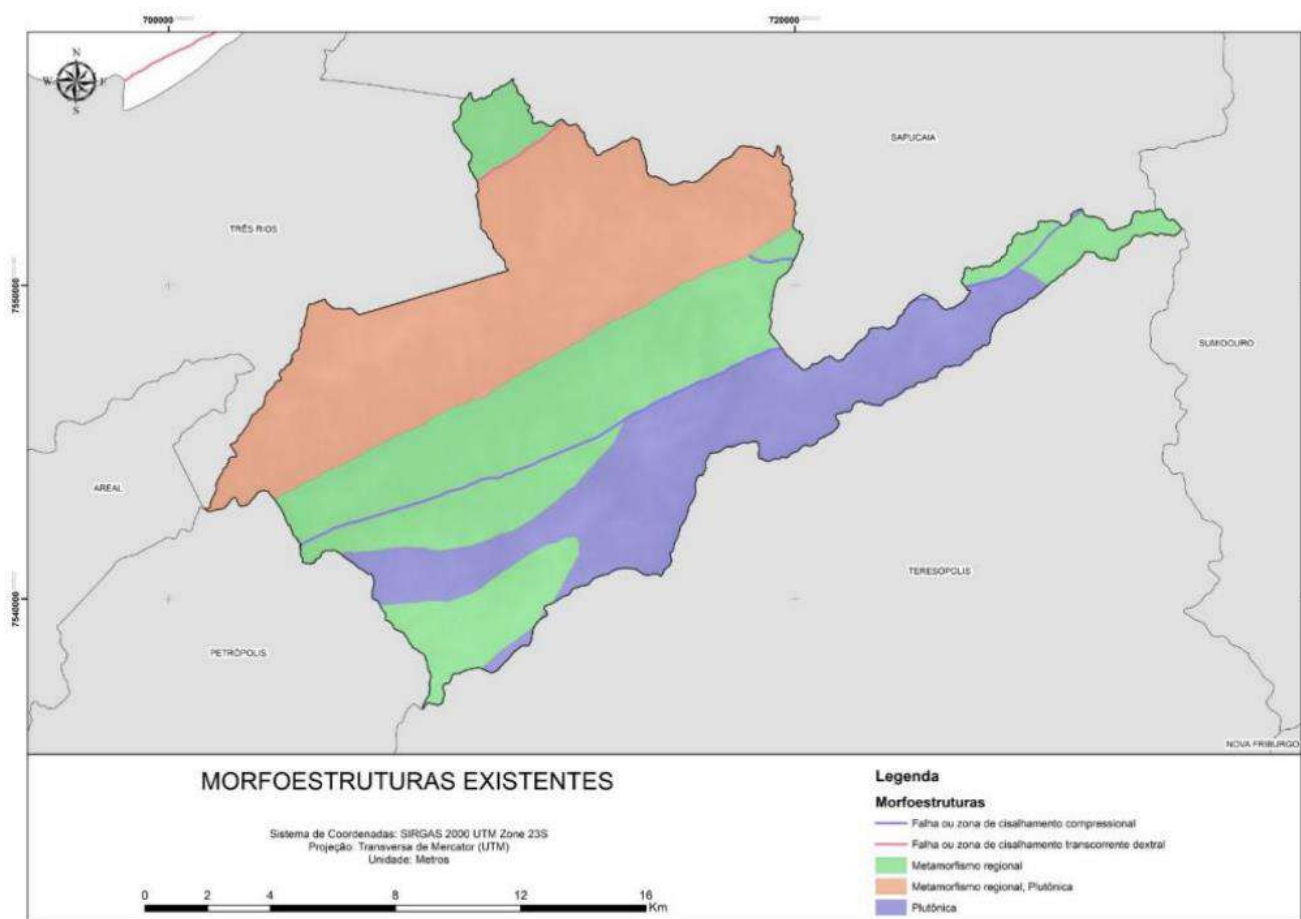 700000
720000
N
W E
S
SAPUCAIA
TRÊS RIOS
7550000
SUMIDOURO
AREAL
TERESÓPOLIS
7540000
PETRÓPOLIS
NOVA FRIBURGO
MORFOESTRUTURAS EXISTENTES
Sistema de Coordenadas: SIRGAS 2000 UTM Zone 23S
Projeção: Transversa de Mercator (UTM)
Unidade: Metros
0 2 4 8 12 16
Km
Legenda
Morfoestruturas
Falha ou zona de cisalhamento compressional
Falha ou zona de cisalhamento transcorrente dextral
Metamorfismo regional
Metamorfismo regional, Plutônica
Plutônica